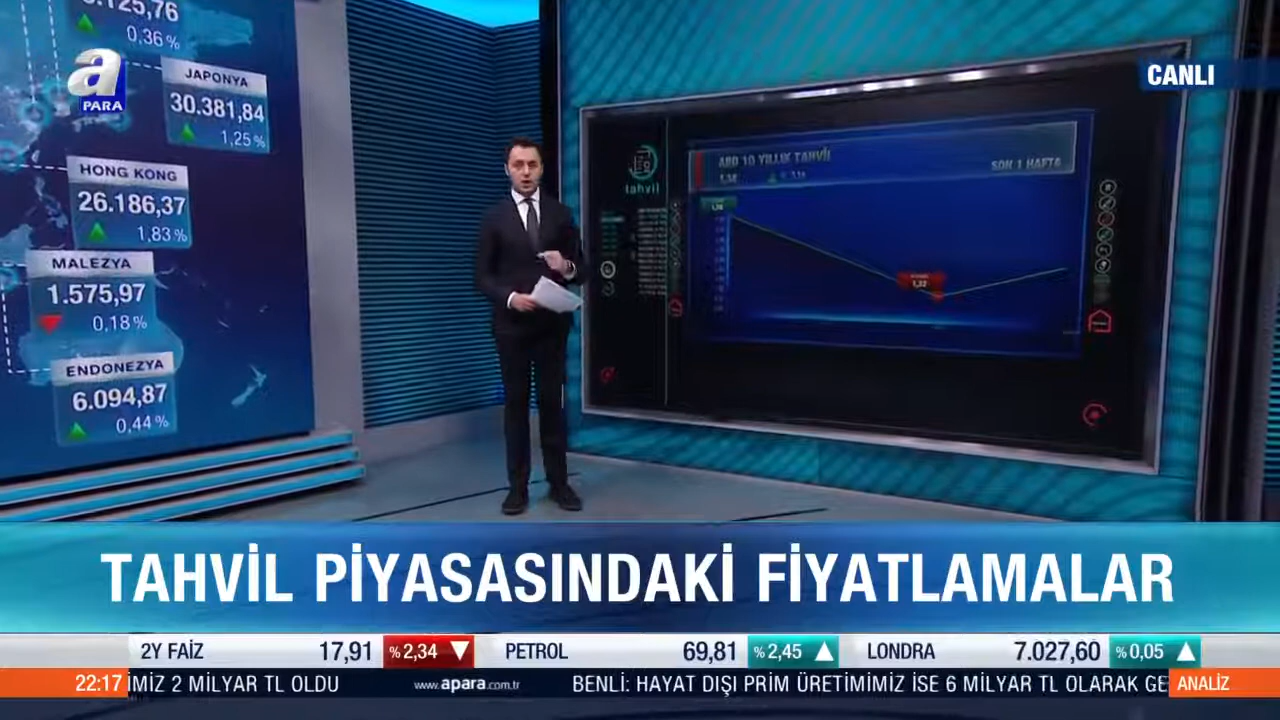 3.125,76
0,36%
a
PARA
JAPONYA
30.381,84
1,25%
HONG KONG
26.186,37
1,83%
MALEZYA
1.575,97
0,18%
ENDONEZYA
6.094,87
0,44%
CANLI
tahvil
ABD 10 YILLIK TAHVİL
SON 1 HAFTA
TAHVİL PİYASASINDAKİ FİYATLAMALAR
2Y FAİZ 17,91 %2,34 PETROL 69,81 %2,45 LONDRA 7.027,60 %0,05
22:17 İMİZ 2 MİLYAR TL OLDU www.apara.com.tr BENLİ: HAYAT DIŞI PRİM ÜRETİMİMİZ İSE 6 MİLYAR TL OLARAK GE ANALİZ